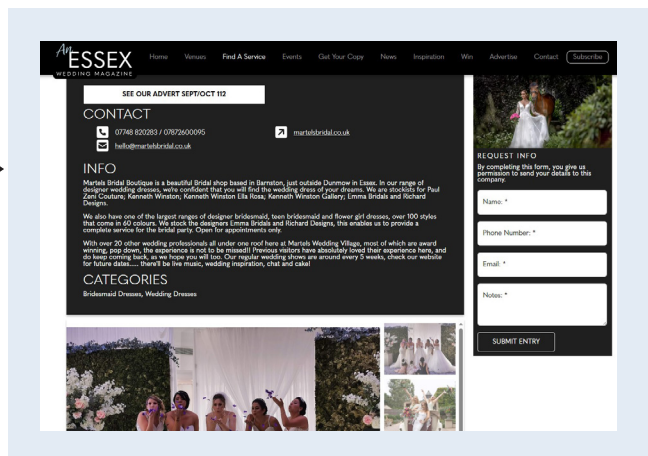 An
ESSEX
WEDDING MAGAZINE
Home Venues Find A Service Events Get Your Copy News Inspiration Win Advertise Contact Subscribe
SEE OUR ADVERT SEPT/OCT 112
CONTACT
07748 820283 / 07872600095
martelsbridal.co.uk
hello@martelsbridal.co.uk
INFO
Martels Bridal Boutique is a beautiful Bridal shop based in Barnston, just outside Dunmow in Essex. In our range of
designer wedding dresses, we're confident that you will find the wedding dress of your dreams. We are stockists for Paul
Zeni Couture; Kenneth Winston; Kenneth Winston Ella Rosa; Kenneth Winston Gallery; Emma Bridals and Richard
Designs.
We also have one of the largest ranges of designer bridesmaid, teen bridesmaid and flower girl dresses, over 100 styles
that come in 60 colours. We stock the designers Emma Bridals and Richard Designs, this enables us to provide a
complete service for the bridal party. Open for appointments only.
With over 20 other wedding professionals all under one roof here at Martels Wedding Village, most of which are award
winning, pop down, the experience is not to be missed!! Previous visitors have absolutely loved their experience here, and
do keep coming back, as we hope you will too. Our regular wedding shows are around every 5 weeks, check our website
for future dates..... there'll be live music, wedding inspiration, chat and cake!
CATEGORIES
Bridesmaid Dresses, Wedding Dresses
REQUEST INFO
By completing this form, you give us
permission to send your details to this
company.
Name: *
Phone Number: *
Email: *
Notes: *
SUBMIT ENTRY